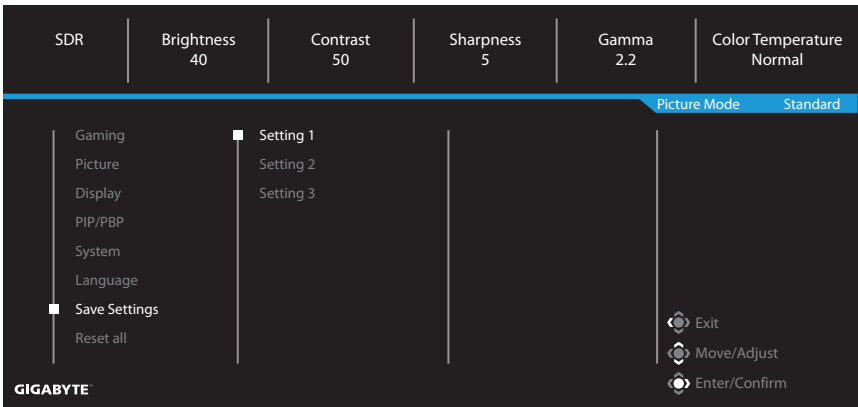 SDR
Brightness
40
Contrast
50
Sharpness
5
Gamma
2.2
Color Temperature
Normal
Picture Mode Standard
Gaming
Picture
Display
PIP/PBP
System
Language
Save Settings
Reset all
Setting 1
Setting 2
Setting 3
Exit
Move/Adjust
Enter/Confirm
GIGABYTE™